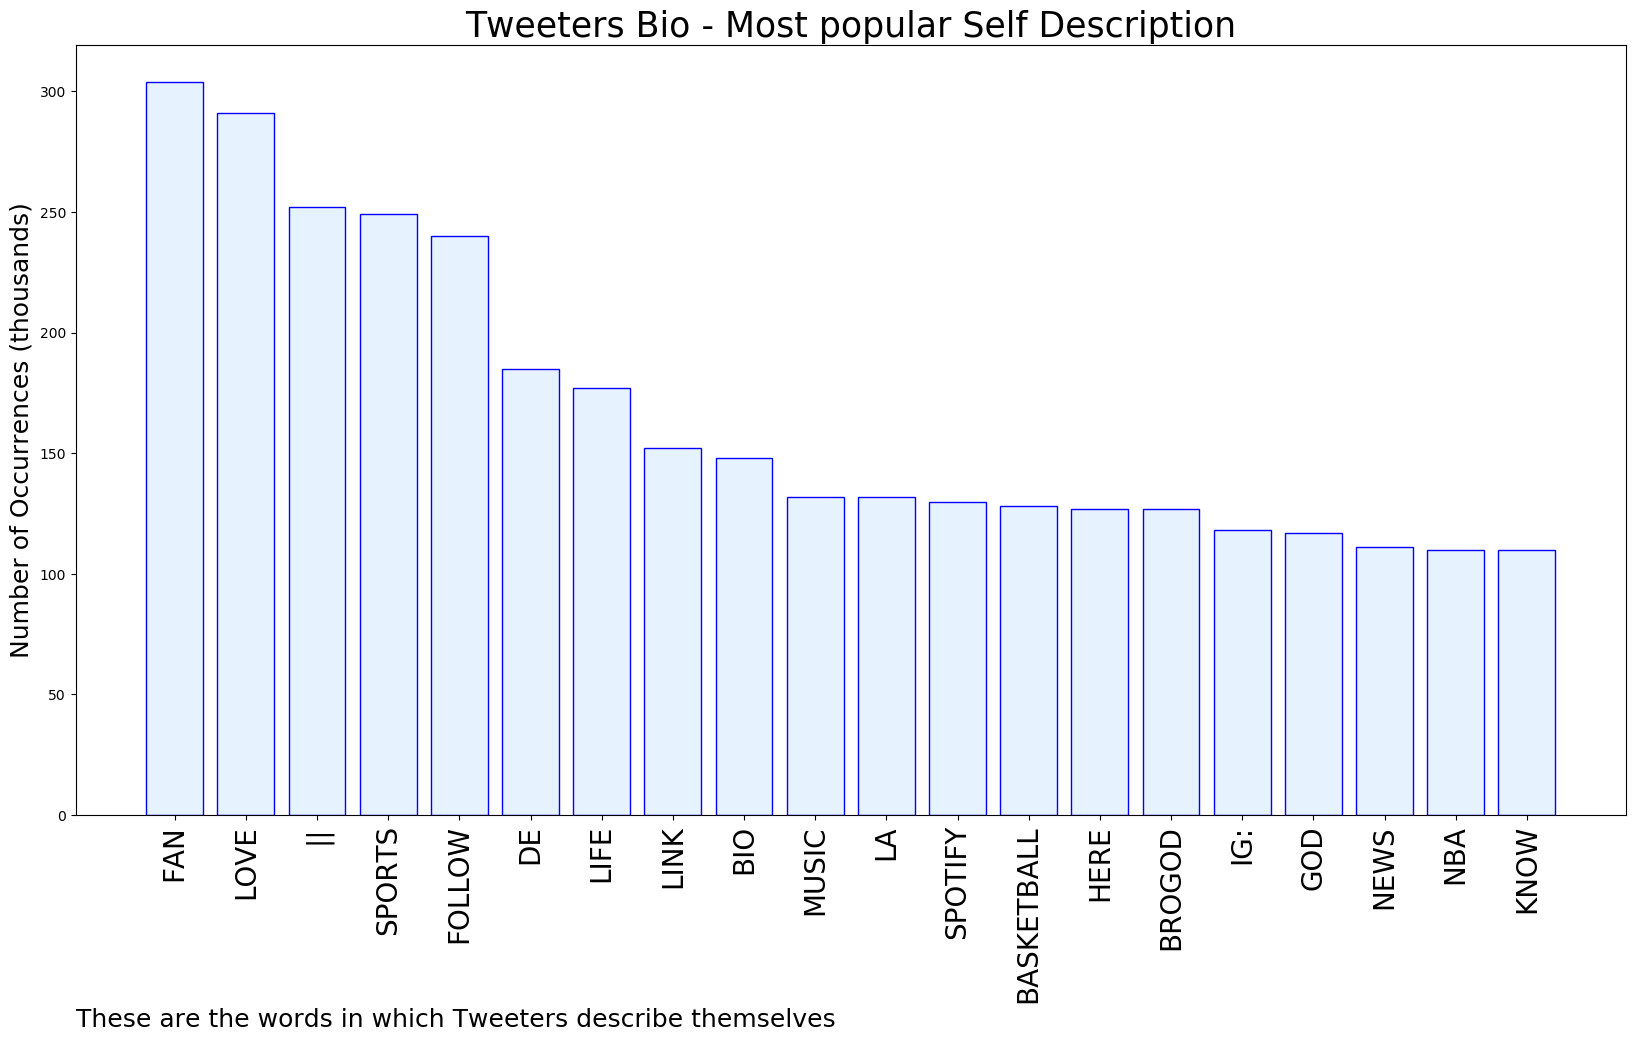 Tweeters Bio - Most popular Self Description
Number of Occurrences (thousands)
300
250
200
150
100
50
0
FAN
LOVE
||
SPORTS
FOLLOW
DE
LIFE
LINK
BIO
MUSIC
LA
SPOTIFY
BASKETBALL
HERE
BROGOD
IG:
GOD
NEWS
NBA
KNOW
These are the words in which Tweeters describe themselves